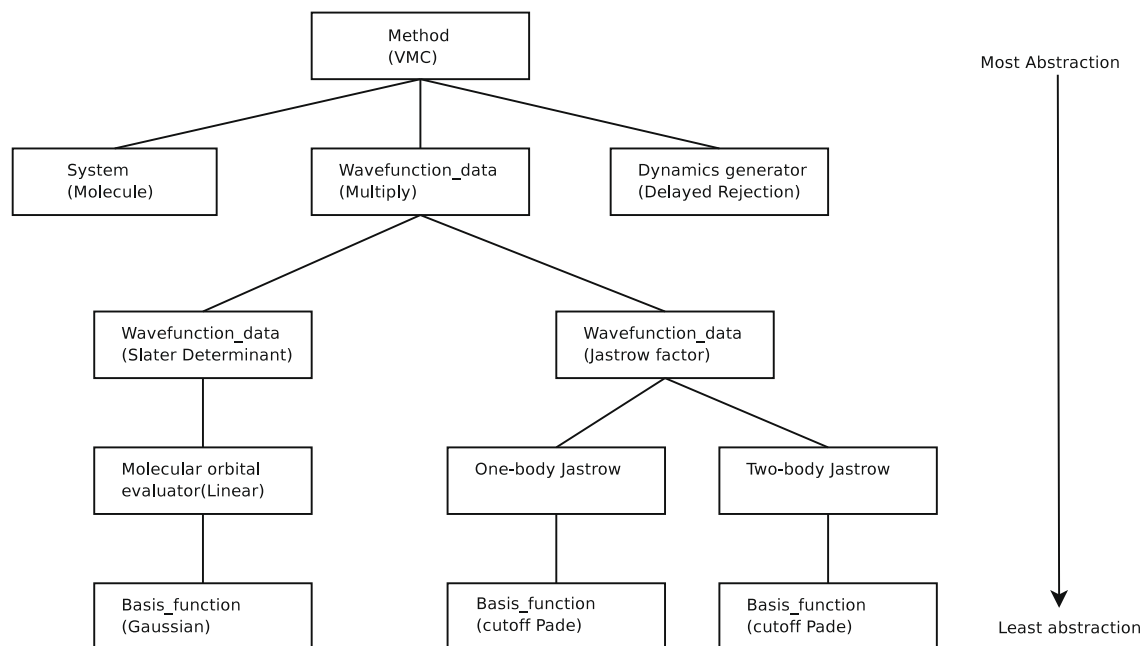 Method
(VMC)
Most Abstraction
System
(Molecule)
Wavefunction_data
(Multiply)
Dynamics generator
(Delayed Rejection)
Wavefunction_data
(Slater Determinant)
Wavefunction_data
(Jastrow factor)
Molecular orbital
evaluator(Linear)
One-body Jastrow
Two-body Jastrow
Basis_function
(Gaussian)
Basis_function
(cutoff Pade)
Basis_function
(cutoff Pade)
Least abstraction